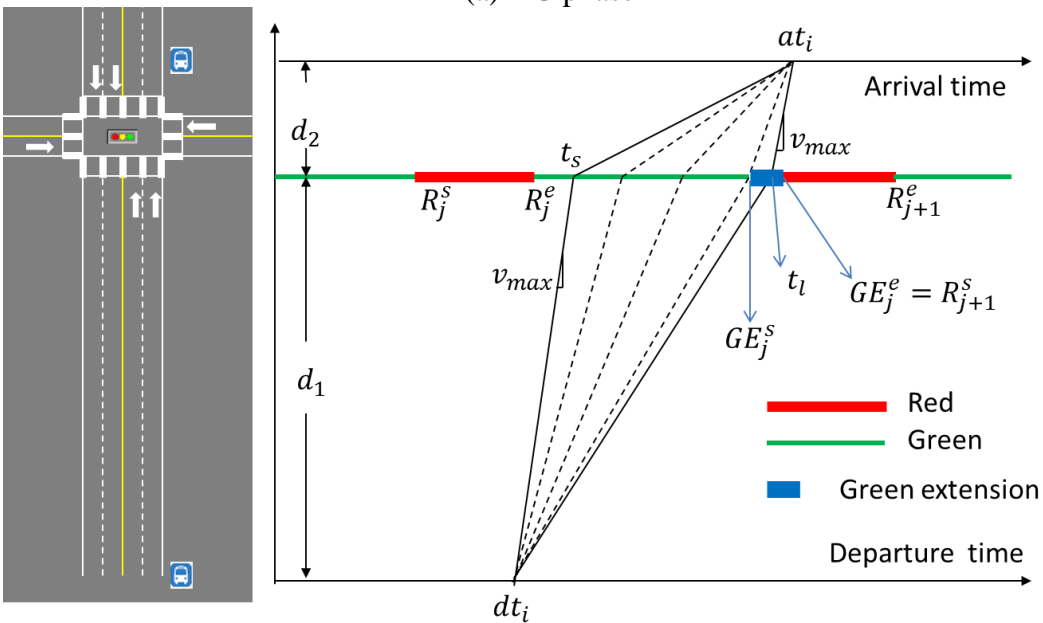 at_i
Arrival time
d_2
v_max
t_s
R_j^s
R_j^e
R_{j+1}^e
v_max
t_l
GE_j^e = R_{j+1}^s
GE_j^s
d_1
Red
Green
Green extension
Departure time
dt_i